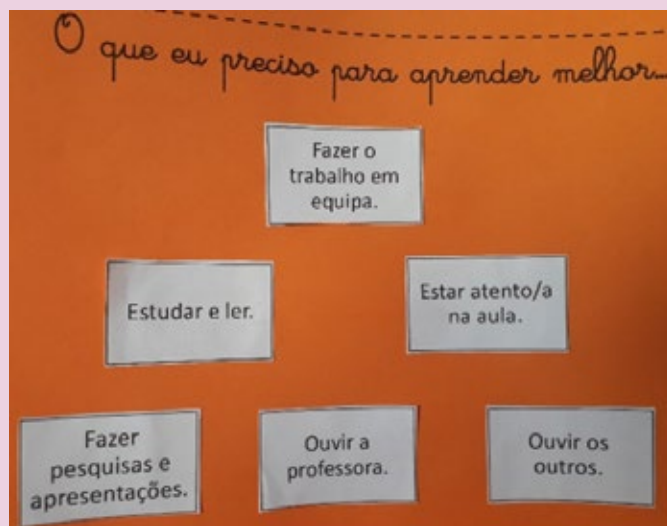 O que eu preciso para aprender melhor...
Fazer o
trabalho em
equipa.
Estudar e ler.
Estar atento/a
na aula.
Fazer
pesquisas e
apresentações.
Ouvir a
professora.
Ouvir os
outros.